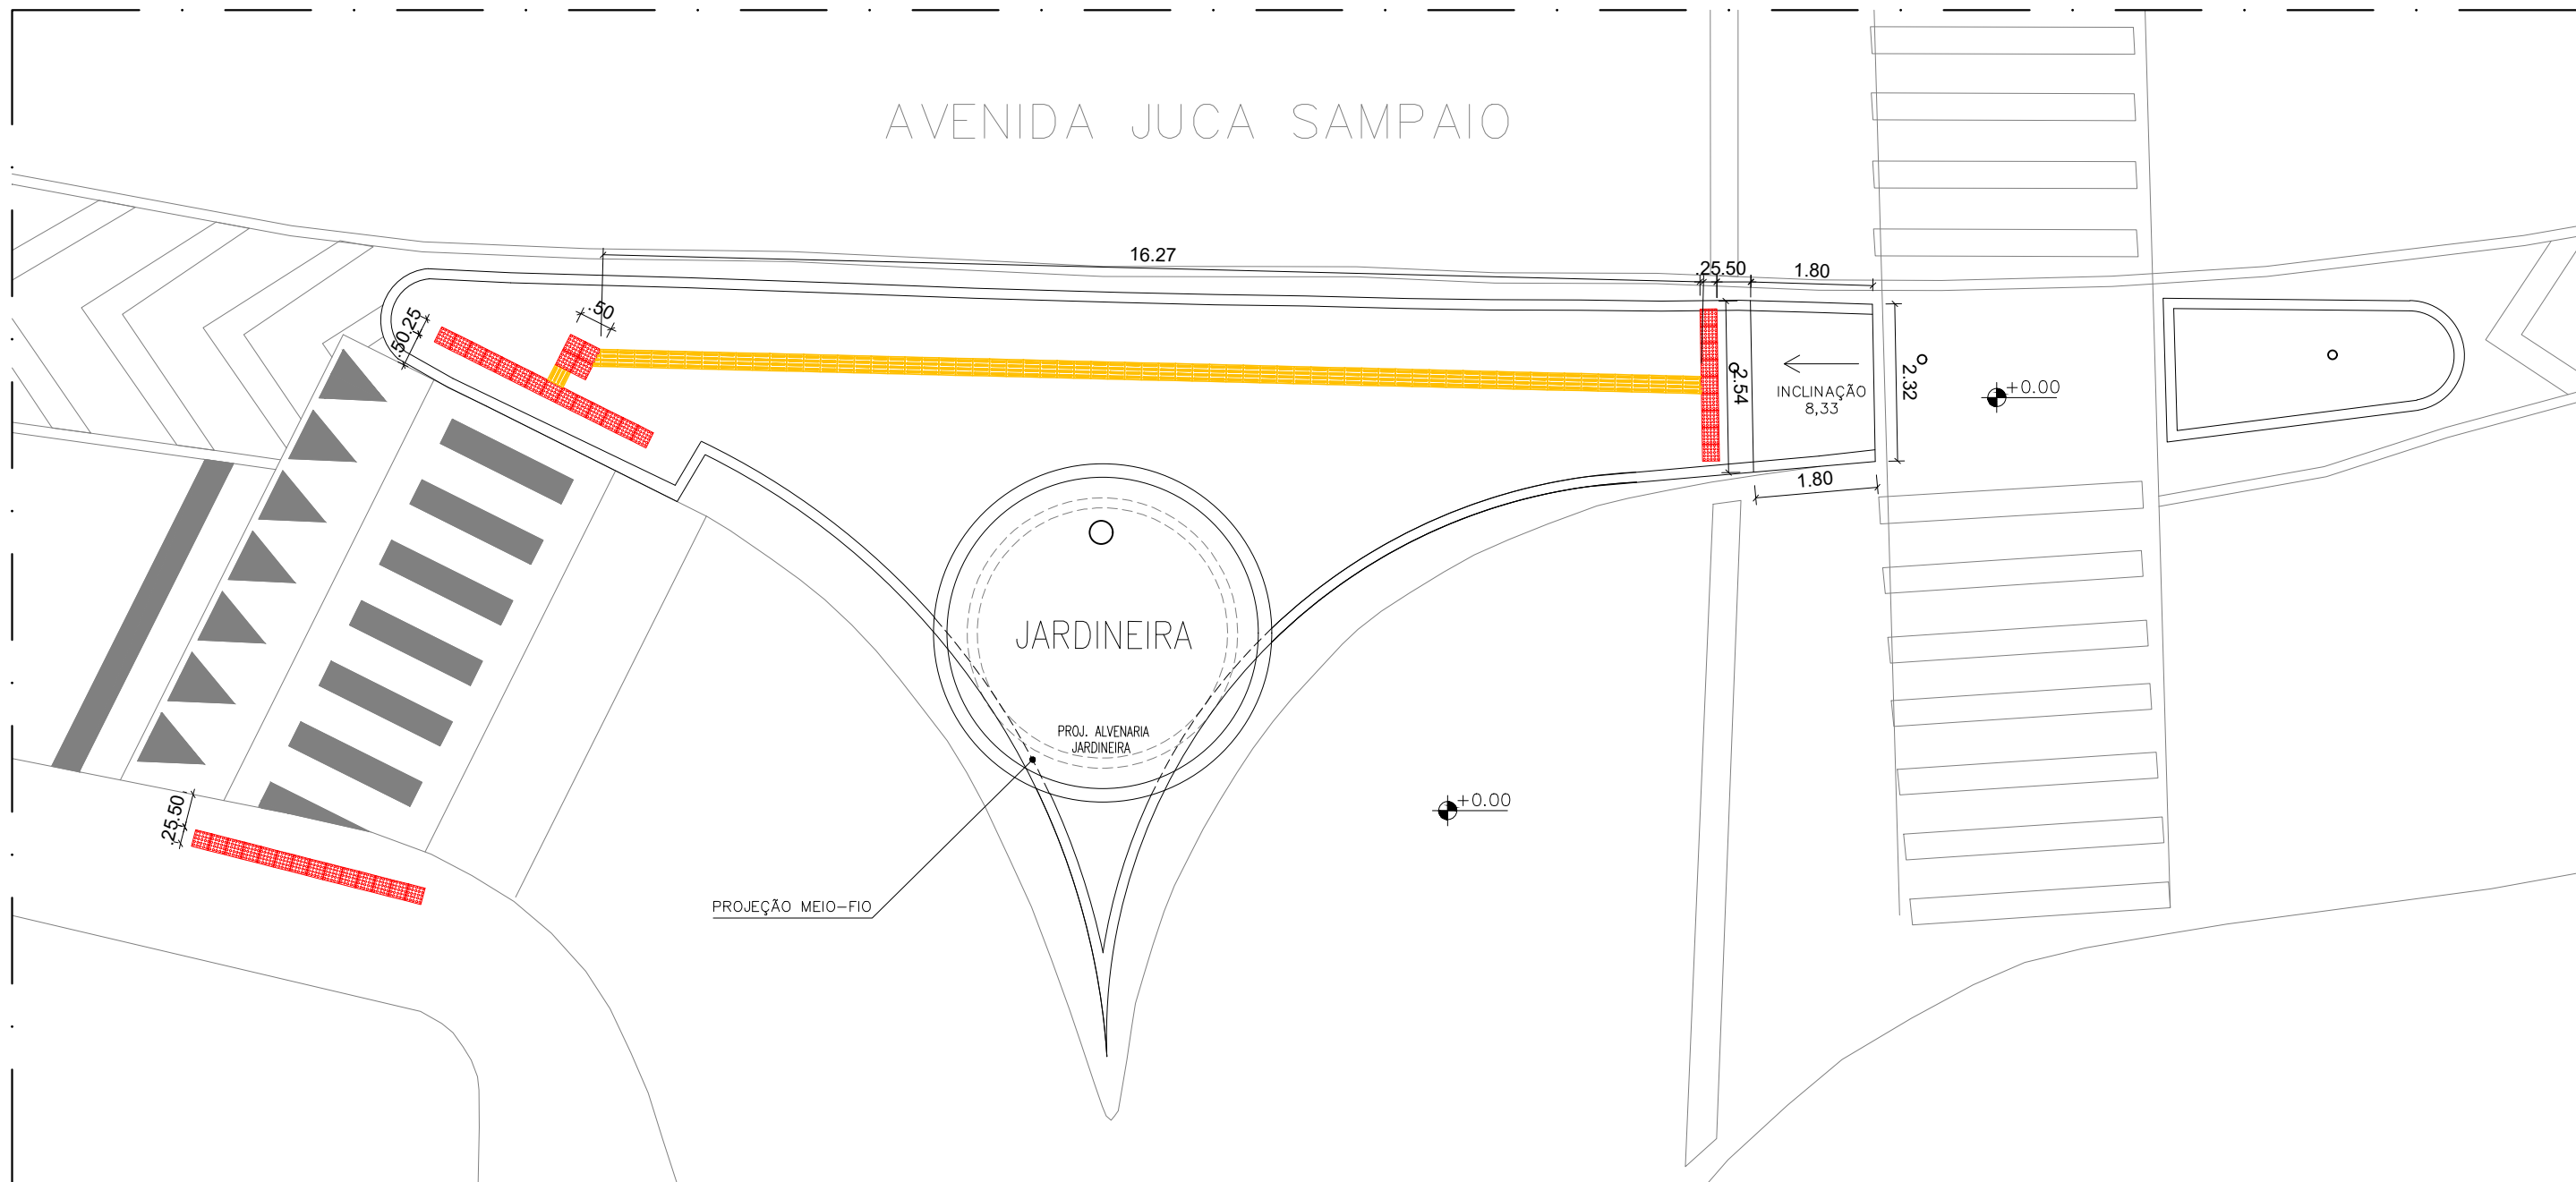 AVENIDA JUCA SAMPAIO
16.27
.25
.50
1.80
.50
.25
.50
2.54
INCLINAÇÃO
8,33
2.32
+0.00
1.80
JARDINEIRA
PROJ. ALVENARIA
JARDINEIRA
+0.00
.25
.50
PROJEÇÃO MEIO-FIO